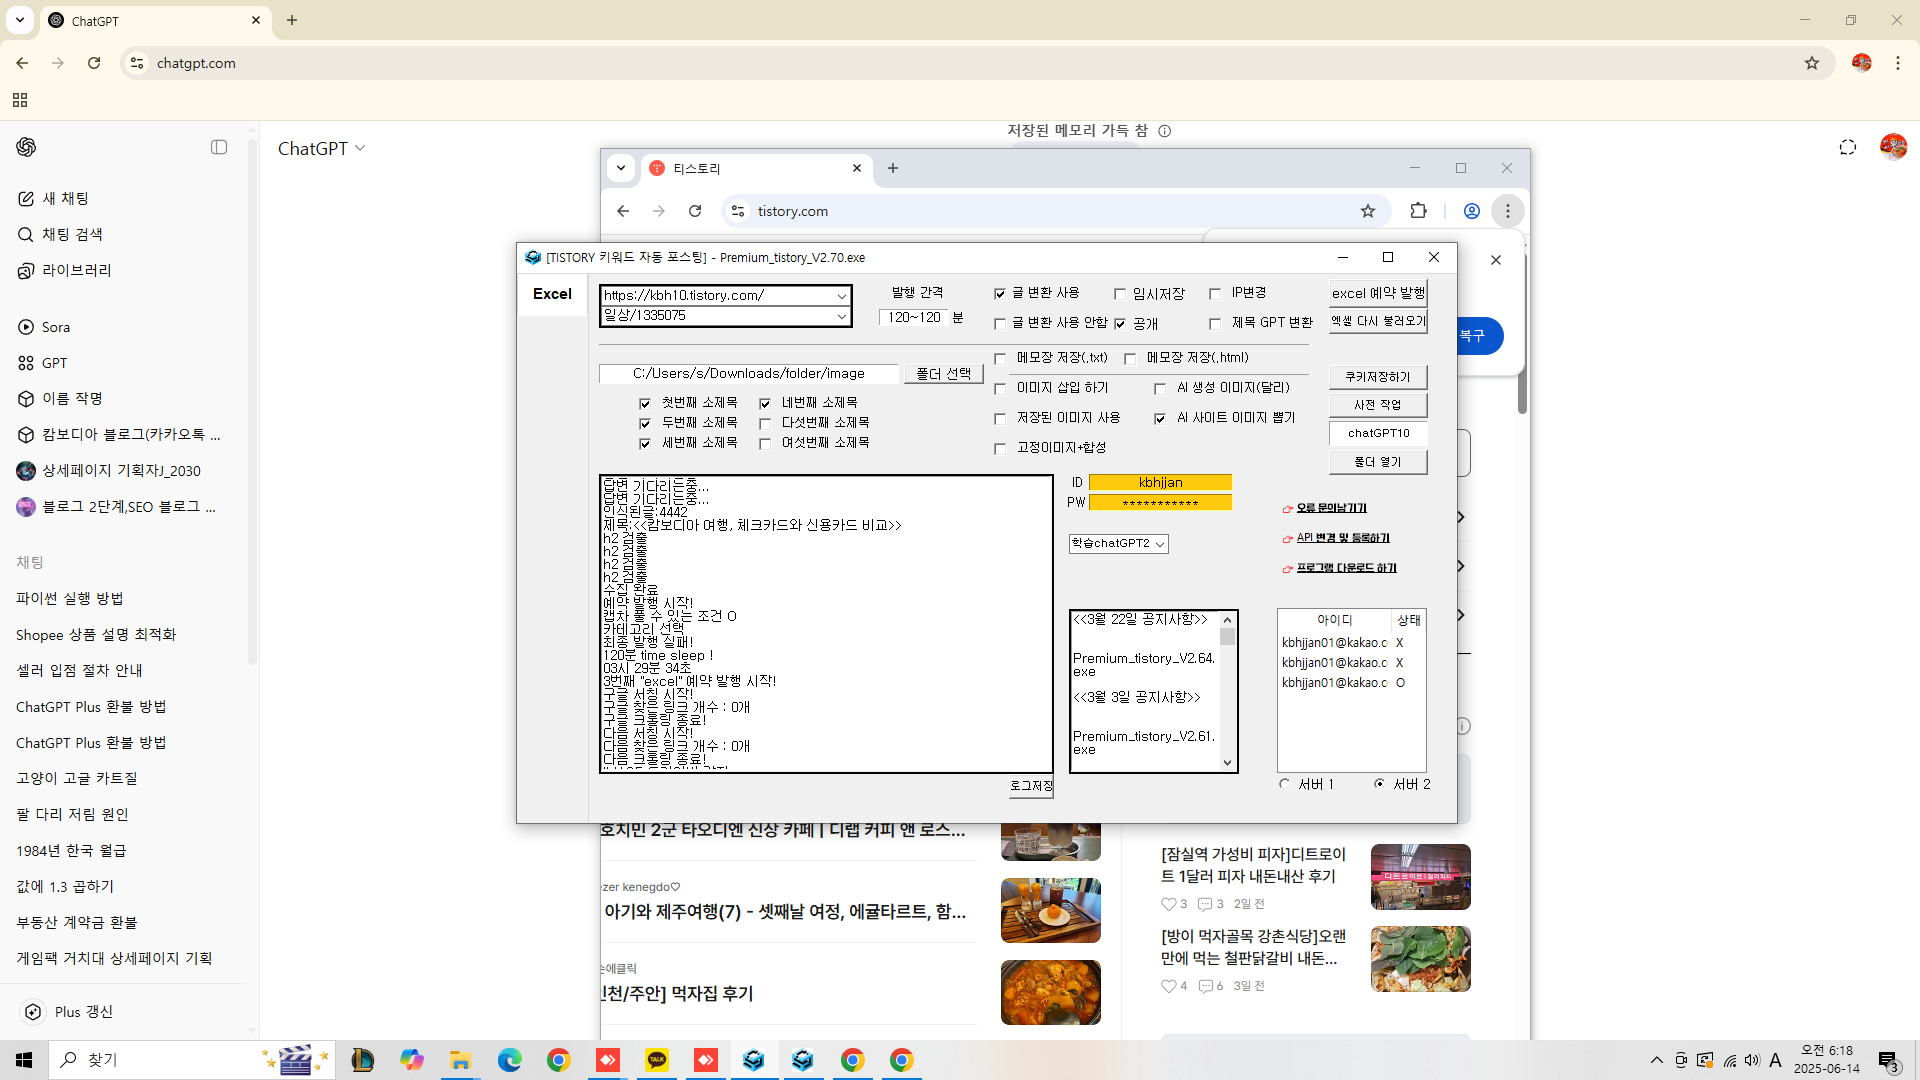 ChatGPT
chatgpt.com
ChatGPT
저장된 메모리 가득 참
새 채팅
채팅 검색
라이브러리
Sora
GPT
이름 작명
캄보디아 블로그(카카오톡 ...
상세페이지 기획자J_2030
블로그 2단계,SEO 블로그 ...
채팅
파이썬 실행 방법
Shopee 상품 설명 최적화
셀러 입점 절차 안내
ChatGPT Plus 환불 방법
ChatGPT Plus 환불 방법
고양이 고글 카트질
팔 다리 저림 원인
1984년 한국 월급
값에 1.3 곱하기
부동산 계약금 환불
게임팩 거치대 상세페이지 기획
Plus 갱신
티스토리
tistory.com
복구
[TISTORY 키워드 자동 포스팅] - Premium_tistory_V2.70.exe
Excel
https://kbh10.tistory.com/
일상/1335075
발행 간격
120~120 분
글 변환 사용
임시저장
IP변경
글 변환 사용 안함
공개
제목 GPT 변환
excel 예약 발행
엑셀 다시 불러오기
메모장 저장(.txt)
메모장 저장(.html)
C:/Users/s/Downloads/folder/image
폴더 선택
이미지 삽입 하기
AI 생성 이미지(달리)
저장된 이미지 사용
AI 사이트 이미지 뽑기
고정이미지+합성
첫번째 소제목
네번째 소제목
두번째 소제목
다섯번째 소제목
세번째 소제목
여섯번째 소제목
쿠키저장하기
사전 작업
chatGPT10
폴더 열기
답변 기다리는중...
답변 기다리는중...
인식된글:4442
제목:<<캄보디아 여행, 체크카드와 신용카드 비교>>
h2 검출
h2 검출
h2 검출
h2 검출
수집 완료
예약 발행 시작!
캡차 풀 수 있는 조건 O
카테고리 선택
최종 발행 실패!
120분 time sleep !
03시 29분 34초
3번째 "excel" 예약 발행 시작!
구글 서칭 시작!
구글 찾은 링크 개수 : 0개
구글 크롤링 종료!
다음 서칭 시작!
다음 찾은 링크 개수 : 0개
다음 크롤링 종료!
로그저장
ID kbhjjan
PW ***********
학습chatGPT2
오류 문의남기기
API 변경 및 등록하기
프로그램 다운로드 하기
<<3월 22일 공지사항>>
Premium_tistory_V2.64.
exe
<<3월 3일 공지사항>>
Premium_tistory_V2.61.
exe
아이디 상태
kbhjjan01@kakao.c X
kbhjjan01@kakao.c X
kbhjjan01@kakao.c O
서버 1
서버 2
호치민 2군 타오디엔 신상 카페 | 디랩 커피 앤 로스...
ezer kenegdo♡
아기와 제주여행(7) - 셋째날 여정, 에귤타르트, 함...
손에클릭
인천/주안] 먹자집 후기
[잠실역 가성비 피자]디트로이
트 1달러 피자 내돈내산 후기
3 3 2일 전
[방이 먹자골목 강촌식당]오랜
만에 먹는 철판닭갈비 내돈...
4 6 3일 전
찾기
TALK
A
오전 6:18
2025-06-14
3